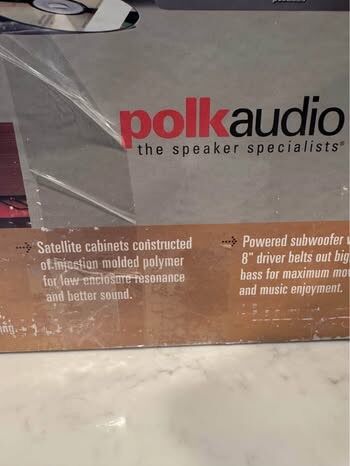 polkaudio
the speaker specialists®
Satellite cabinets constructed
of injection molded polymer
for low enclosure resonance
and better sound.
Powered subwoofer
8" driver belts out big
bass for maximum
and music enjoyment.